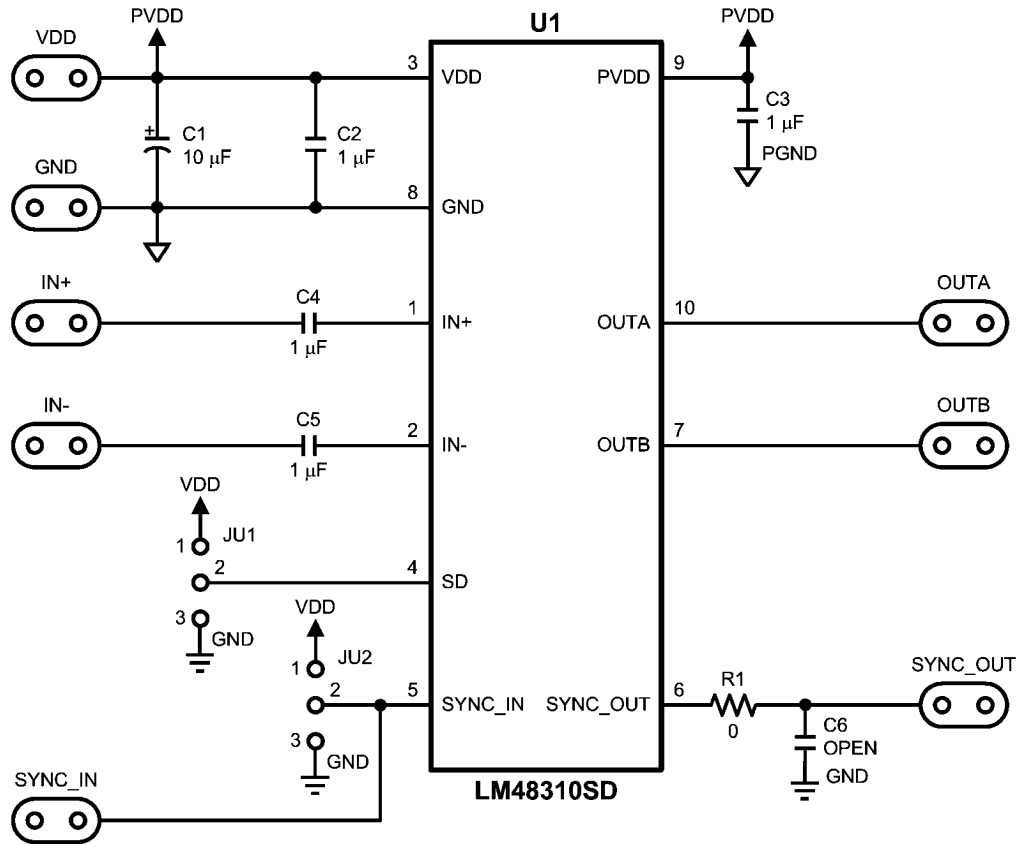 PVDD
U1
PVDD
VDD
3
VDD
PVDD
9
+
C1
10 µF
C2
1 µF
C3
1 µF
GND
PGND
8
GND
IN+
C4
1
IN+
OUTA
10
OUTA
1 µF
IN-
C5
2
IN-
OUTB
7
OUTB
1 µF
VDD
1
JU1
2
4
SD
3
GND
VDD
1
JU2
2
5
SYNC_IN
SYNC_OUT
6
R1
0
SYNC_OUT
3
GND
C6
OPEN
GND
SYNC_IN
LM48310SD